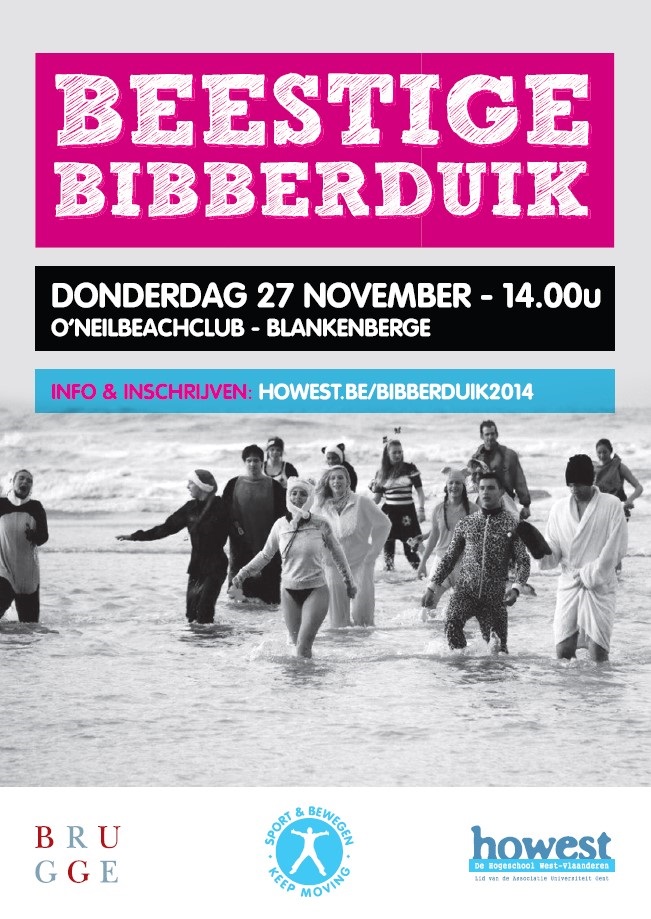 BEESTIGE
BIBBERDUIK
DONDERDAG 27 NOVEMBER - 14.00u
O'NEILBEACHCLUB - BLANKENBERGE
INFO & INSCHRIJVEN: HOWEST.BE/BIBBERDUIK2014
BRU
GGE
SPORT & BEWEGEN
KEEP MOVING
howest
De Hogeschool West-Vlaanderen
Lid van de Associatie Universiteit Gent